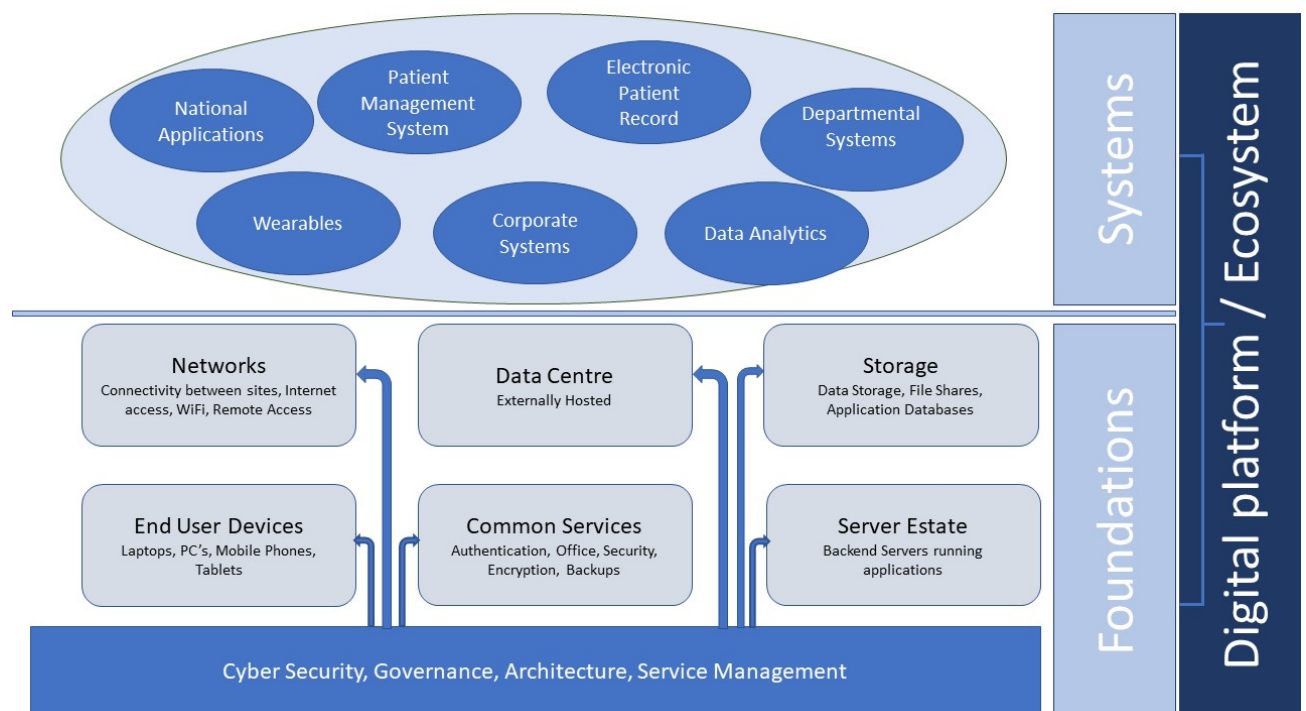 National
Applications
Patient
Management
System
Electronic
Patient
Record
Departmental
Systems
Wearables
Corporate
Systems
Data Analytics
Systems
Networks
Connectivity between sites, Internet
access, WiFi, Remote Access
Data Centre
Externally Hosted
Storage
Data Storage, File Shares,
Application Databases
End User Devices
Laptops, PC's, Mobile Phones,
Tablets
Common Services
Authentication, Office, Security,
Encryption, Backups
Server Estate
Backend Servers running
applications
Cyber Security, Governance, Architecture, Service Management
Foundations
Digital platform / Ecosystem